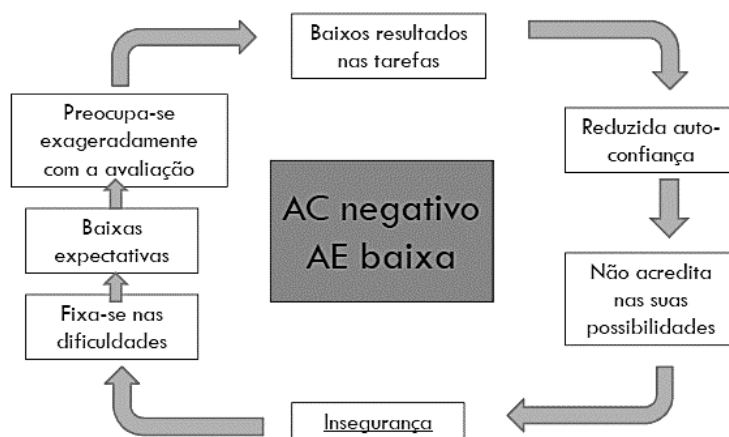 Baixos resultados
nas tarefas
Reduzida auto-
confiança
Não acredita
nas suas
possibilidades
Insegurança
Fixa-se nas
dificuldades
Baixas
expectativas
Preocupa-se
exageradamente
com a avaliação
AC negativo
AE baixa